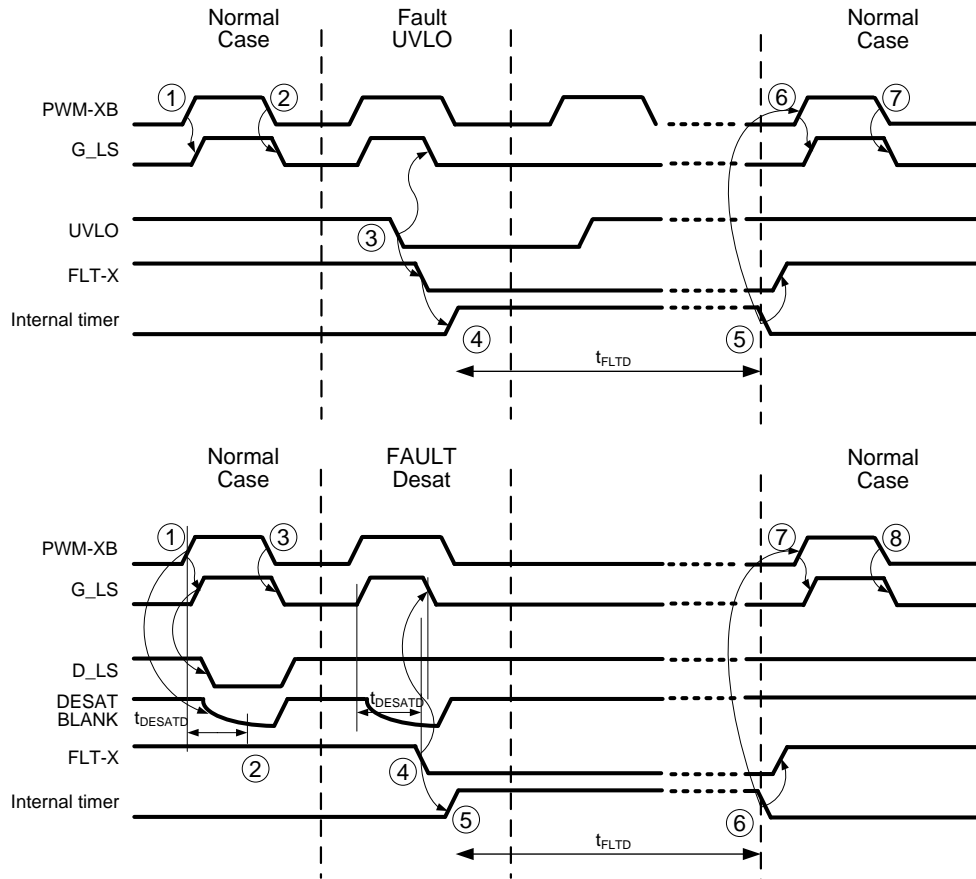 Normal
Case
Fault
UVLO
Normal
Case
PWM-XB
1
2
6
7
G_LS
UVLO
3
FLT-X
Internal timer
4
5
tFLTD
Normal
Case
FAULT
Desat
Normal
Case
PWM-XB
1
3
7
8
G_LS
D_LS
DESAT
BLANK
tDESATD
tDESATD
FLT-X
2
4
Internal timer
5
6
tFLTD